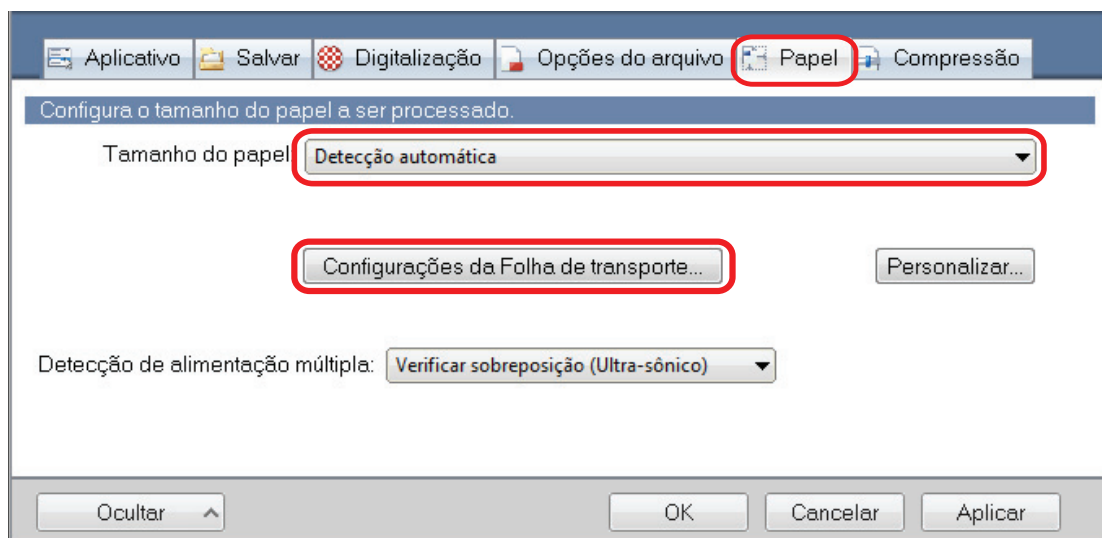 Aplicativo Salvar Digitalização Opções do arquivo Papel Compressão
Configura o tamanho do papel a ser processado.
Tamanho do papel: Detecção automática
Configurações da Folha de transporte... Personalizar...
Detecção de alimentação múltipla: Verificar sobreposição (Ultra-sônico)
Ocultar OK Cancelar Aplicar